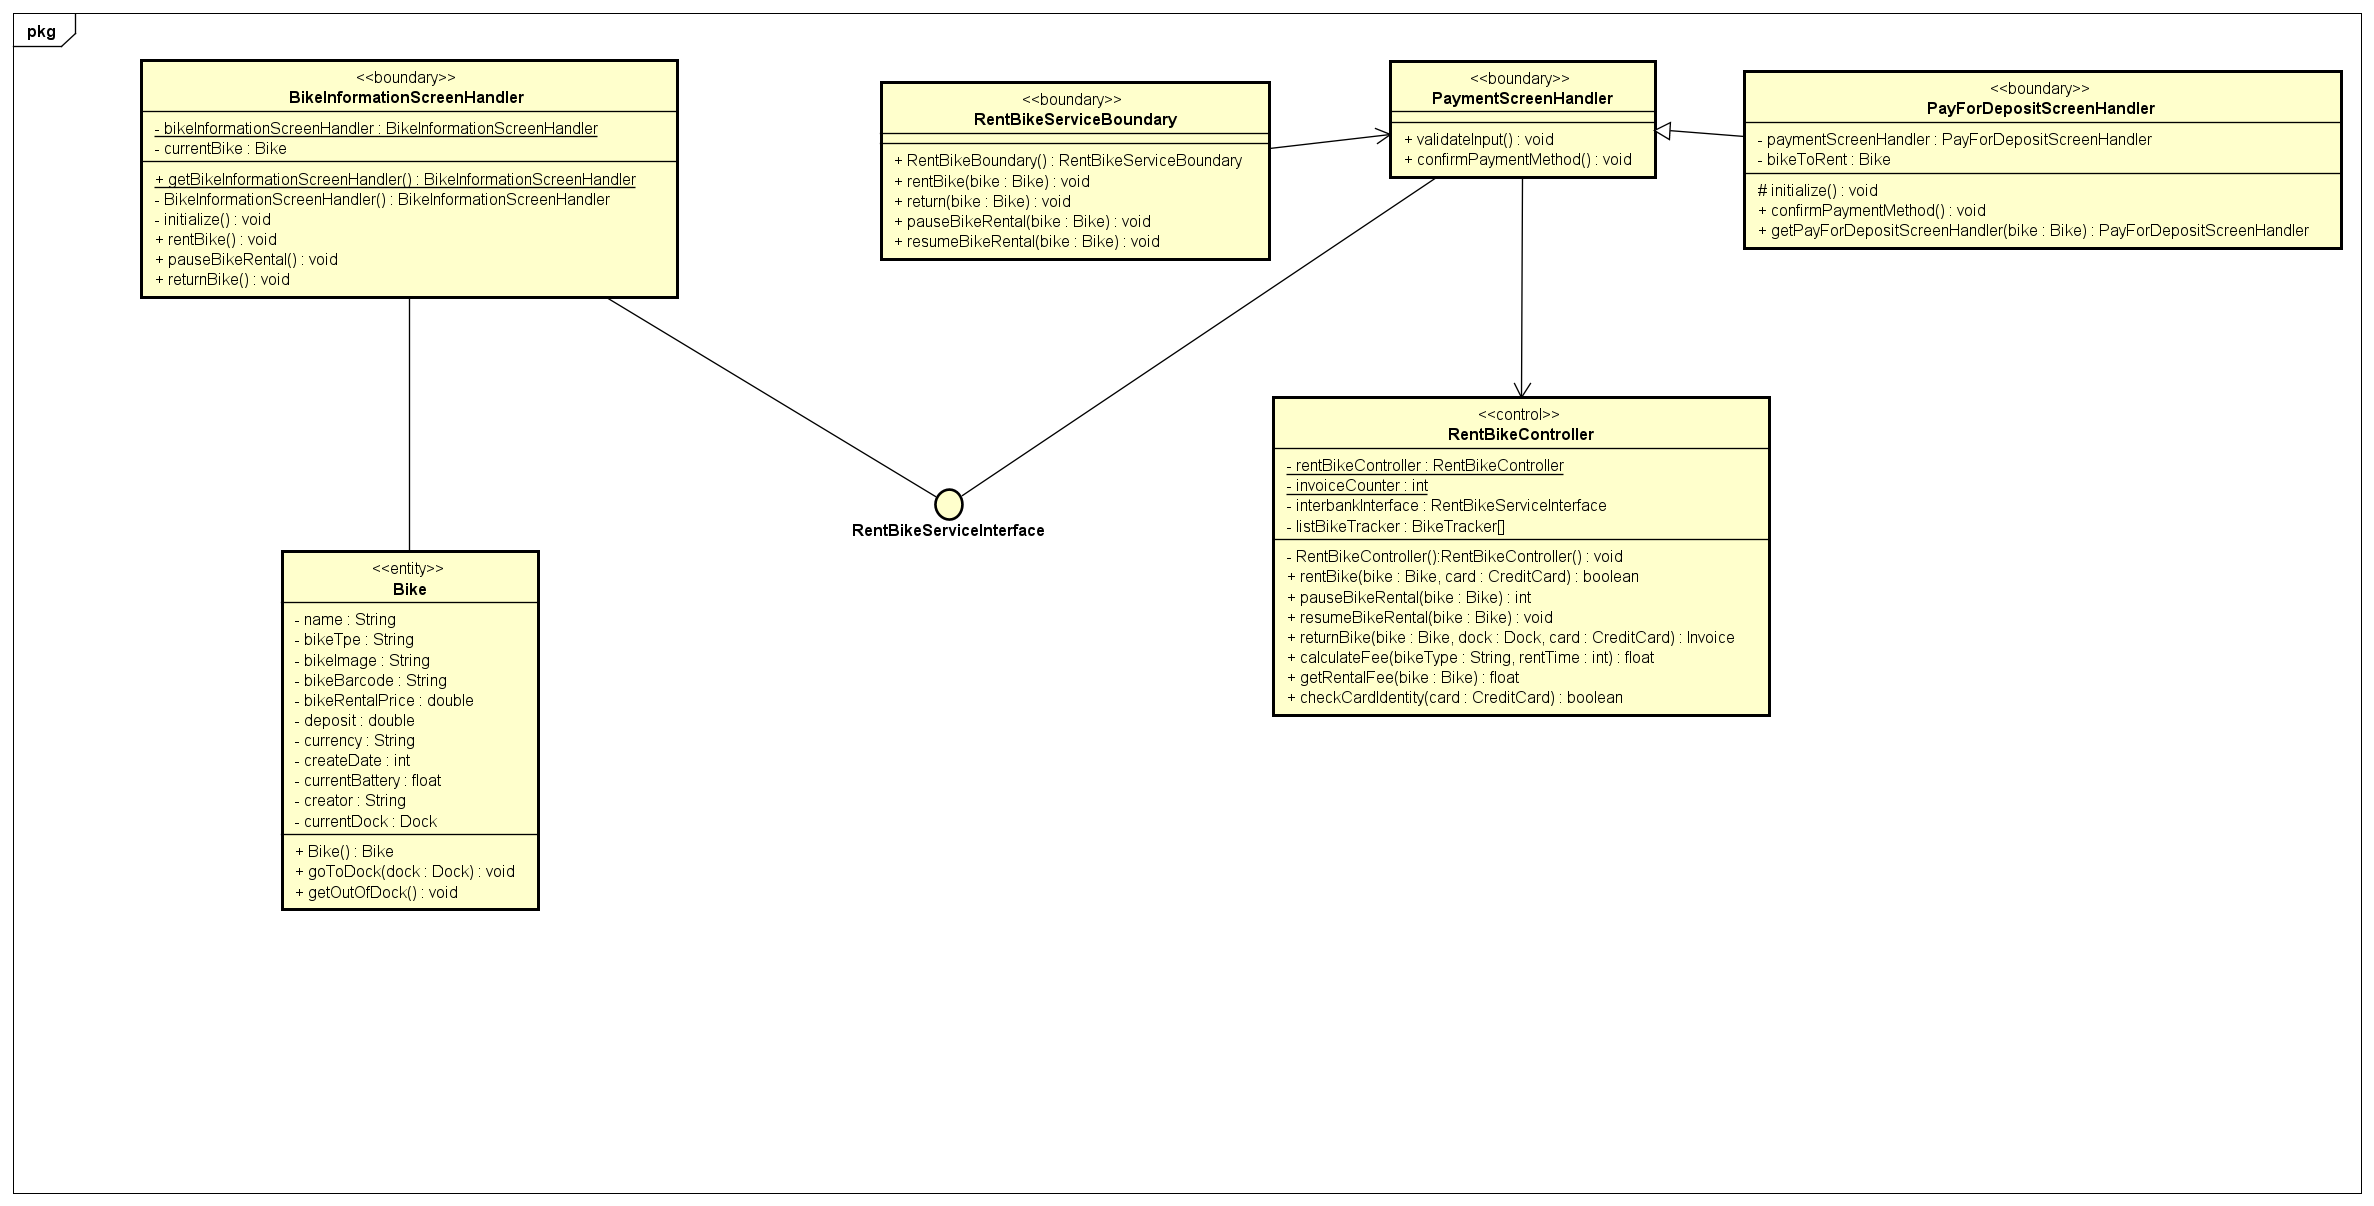 pkg
<<boundary>>
BikeInformationScreenHandler
- bikeInformationScreenHandler : BikeInformationScreenHandler
- currentBike : Bike
+ getBikeInformationScreenHandler() : BikeInformationScreenHandler
- BikeInformationScreenHandler() : BikeInformationScreenHandler
- initialize() : void
+ rentBike() : void
+ pauseBikeRental() : void
+ returnBike() : void
<<boundary>>
RentBikeServiceBoundary
+ RentBikeBoundary() : RentBikeServiceBoundary
+ rentBike(bike : Bike) : void
+ return(bike : Bike) : void
+ pauseBikeRental(bike : Bike) : void
+ resumeBikeRental(bike : Bike) : void
<<boundary>>
PaymentScreenHandler
+ validateInput() : void
+ confirmPaymentMethod() : void
<<boundary>>
PayForDepositScreenHandler
- paymentScreenHandler : PayForDepositScreenHandler
- bikeToRent : Bike
# initialize() : void
+ confirmPaymentMethod() : void
+ getPayForDepositScreenHandler(bike : Bike) : PayForDepositScreenHandler
RentBikeServiceInterface
<<control>>
RentBikeController
- rentBikeController : RentBikeController
- invoiceCounter : int
- interbankInterface : RentBikeServiceInterface
- listBikeTracker : BikeTracker[]
- RentBikeController():RentBikeController() : void
+ rentBike(bike : Bike, card : CreditCard) : boolean
+ pauseBikeRental(bike : Bike) : int
+ resumeBikeRental(bike : Bike) : void
+ returnBike(bike : Bike, dock : Dock, card : CreditCard) : Invoice
+ calculateFee(bikeType : String, rentTime : int) : float
+ getRentalFee(bike : Bike) : float
+ checkCardIdentity(card : CreditCard) : boolean
<<entity>>
Bike
- name : String
- bikeTpe : String
- bikeImage : String
- bikeBarcode : String
- bikeRentalPrice : double
- deposit : double
- currency : String
- createDate : int
- currentBattery : float
- creator : String
- currentDock : Dock
+ Bike() : Bike
+ goToDock(dock : Dock) : void
+ getOutOfDock() : void